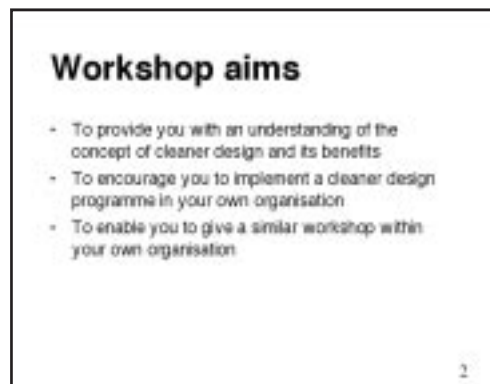 Workshop aims
- To provide you with an understanding of the
concept of cleaner design and its benefits
- To encourage you to implement a cleaner design
programme in your own organisation
- To enable you to give a similar workshop within
your own organisation
2